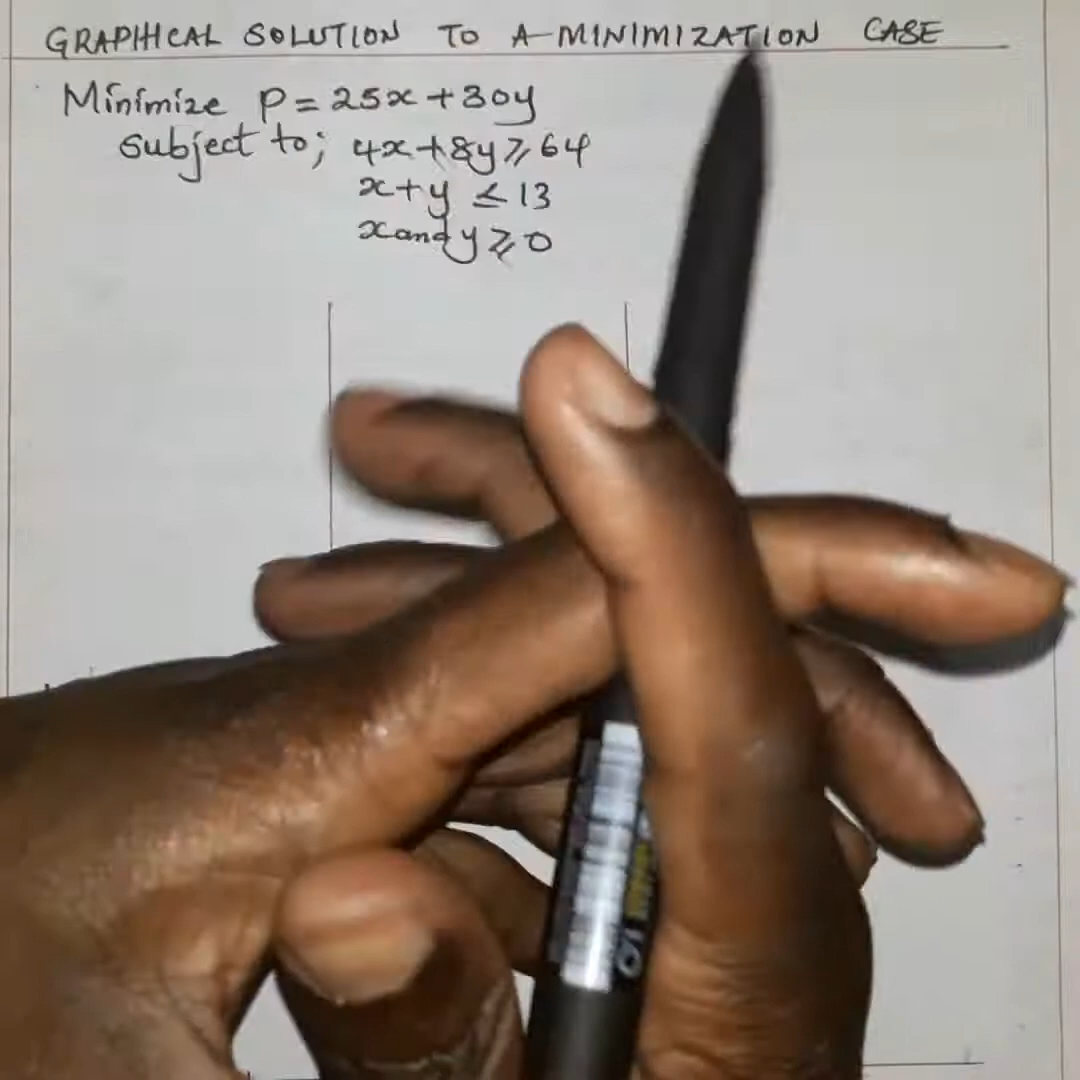 GRAPHICAL SOLUTION TO A MINIMIZATION CASE
Minimize P = 25x + 30y
subject to; 4x + 8y ≥ 64
x + y ≤ 13
x and y ≥ 0